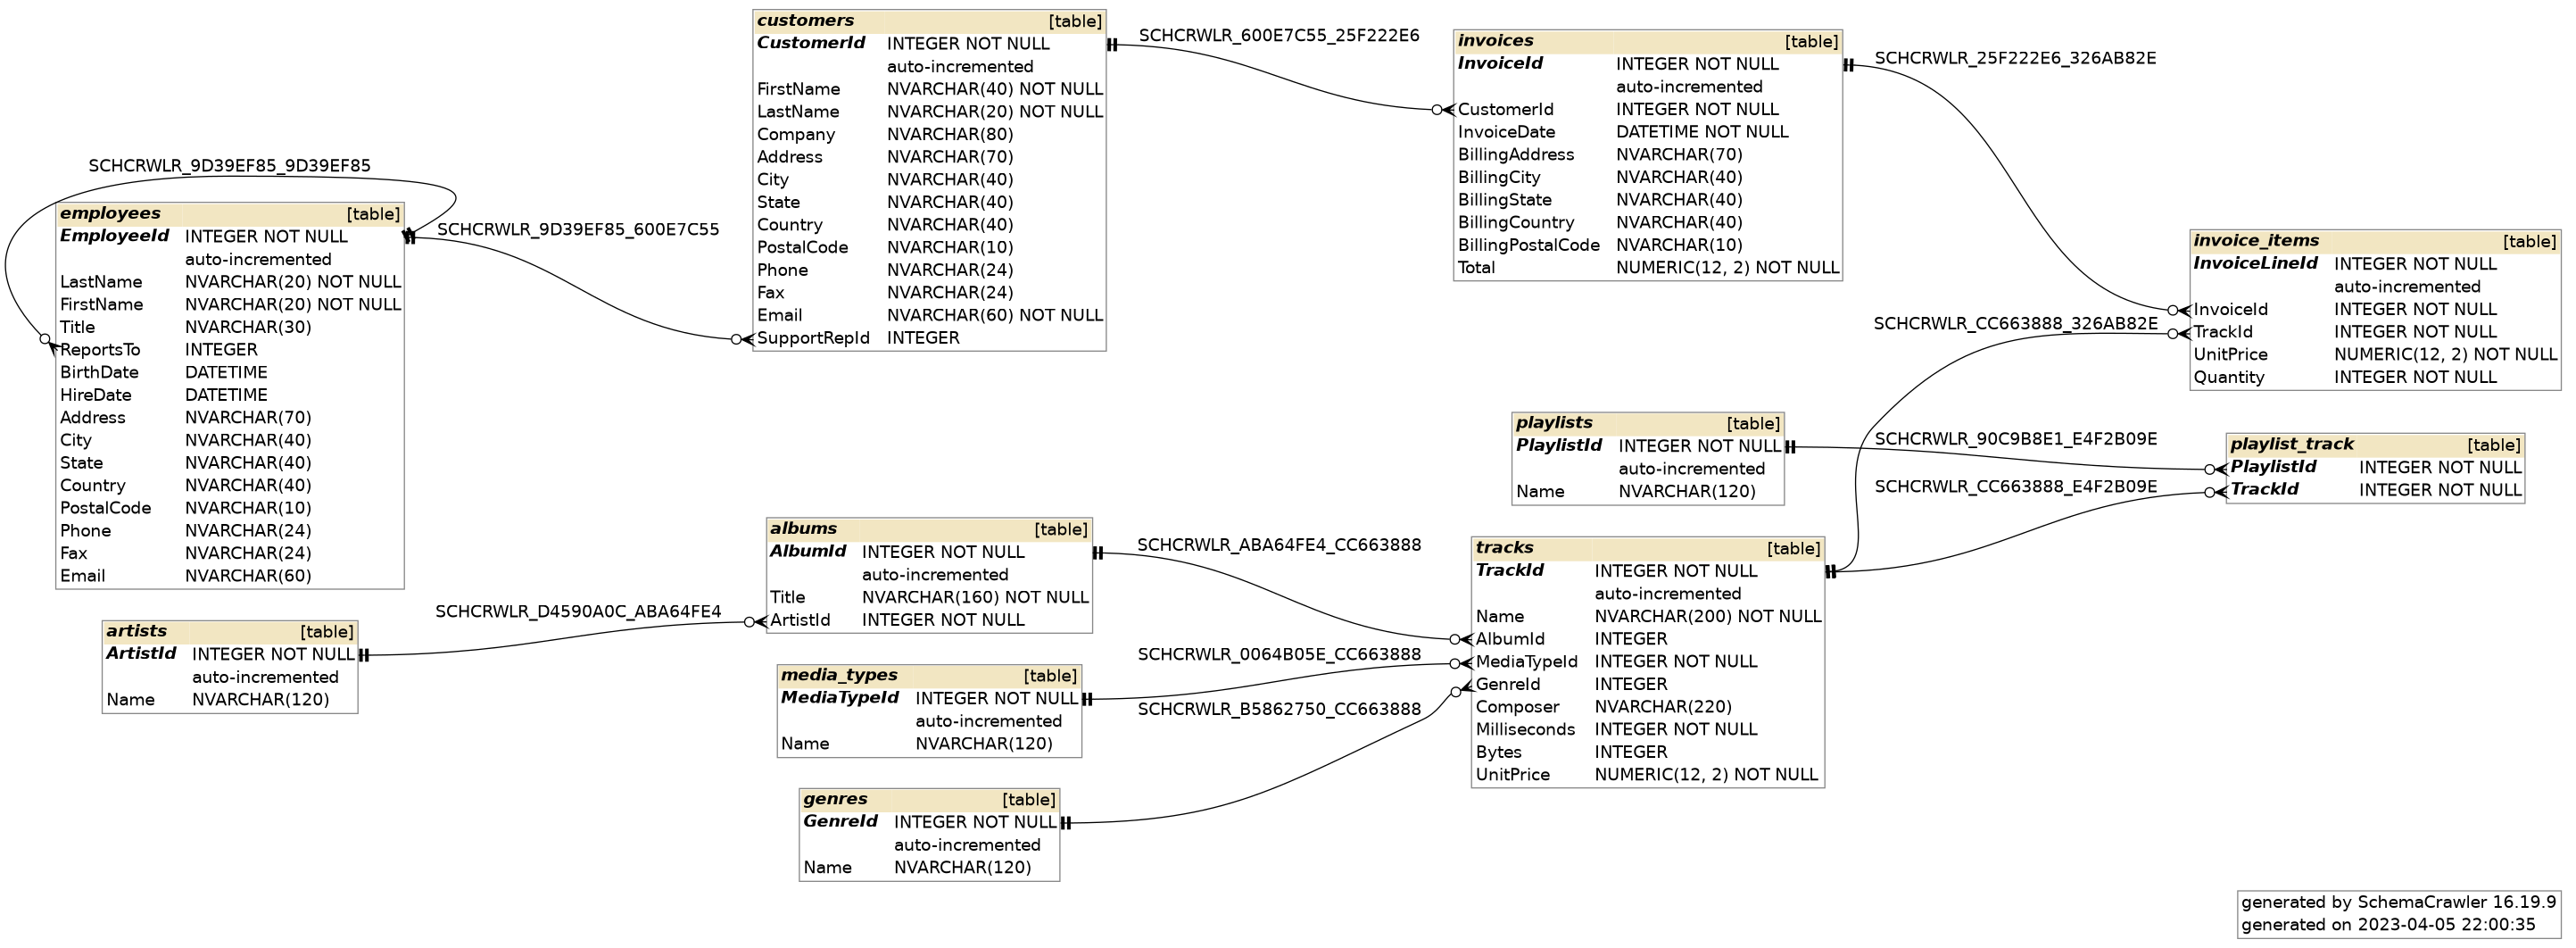 customers [table]
CustomerId INTEGER NOT NULL
auto-incremented
FirstName NVARCHAR(40) NOT NULL
LastName NVARCHAR(20) NOT NULL
Company NVARCHAR(80)
Address NVARCHAR(70)
City NVARCHAR(40)
State NVARCHAR(40)
Country NVARCHAR(40)
PostalCode NVARCHAR(10)
Phone NVARCHAR(24)
Fax NVARCHAR(24)
Email NVARCHAR(60) NOT NULL
SupportRepId INTEGER
SCHCRWLR_600E7C55_25F222E6
invoices [table]
InvoiceId INTEGER NOT NULL
auto-incremented
CustomerId INTEGER NOT NULL
InvoiceDate DATETIME NOT NULL
BillingAddress NVARCHAR(70)
BillingCity NVARCHAR(40)
BillingState NVARCHAR(40)
BillingCountry NVARCHAR(40)
BillingPostalCode NVARCHAR(10)
Total NUMERIC(12, 2) NOT NULL
SCHCRWLR_25F222E6_326AB82E
SCHCRWLR_9D39EF85_9D39EF85
employees [table]
EmployeeId INTEGER NOT NULL
auto-incremented
LastName NVARCHAR(20) NOT NULL
FirstName NVARCHAR(20) NOT NULL
Title NVARCHAR(30)
ReportsTo INTEGER
BirthDate DATETIME
HireDate DATETIME
Address NVARCHAR(70)
City NVARCHAR(40)
State NVARCHAR(40)
Country NVARCHAR(40)
PostalCode NVARCHAR(10)
Phone NVARCHAR(24)
Fax NVARCHAR(24)
Email NVARCHAR(60)
SCHCRWLR_9D39EF85_600E7C55
invoice_items [table]
InvoiceLineId INTEGER NOT NULL
auto-incremented
InvoiceId INTEGER NOT NULL
TrackId INTEGER NOT NULL
UnitPrice NUMERIC(12, 2) NOT NULL
Quantity INTEGER NOT NULL
SCHCRWLR_CC663888_326AB82E
playlists [table]
PlaylistId INTEGER NOT NULL
auto-incremented
Name NVARCHAR(120)
SCHCRWLR_90C9B8E1_E4F2B09E
playlist_track [table]
PlaylistId INTEGER NOT NULL
TrackId INTEGER NOT NULL
SCHCRWLR_CC663888_E4F2B09E
albums [table]
AlbumId INTEGER NOT NULL
auto-incremented
Title NVARCHAR(160) NOT NULL
ArtistId INTEGER NOT NULL
SCHCRWLR_ABA64FE4_CC663888
tracks [table]
TrackId INTEGER NOT NULL
auto-incremented
Name NVARCHAR(200) NOT NULL
AlbumId INTEGER
MediaTypeId INTEGER NOT NULL
GenreId INTEGER
Composer NVARCHAR(220)
Milliseconds INTEGER NOT NULL
Bytes INTEGER
UnitPrice NUMERIC(12, 2) NOT NULL
SCHCRWLR_D4590A0C_ABA64FE4
artists [table]
ArtistId INTEGER NOT NULL
auto-incremented
Name NVARCHAR(120)
SCHCRWLR_0064B05E_CC663888
media_types [table]
MediaTypeId INTEGER NOT NULL
auto-incremented
Name NVARCHAR(120)
SCHCRWLR_B5862750_CC663888
genres [table]
GenreId INTEGER NOT NULL
auto-incremented
Name NVARCHAR(120)
generated by SchemaCrawler 16.19.9
generated on 2023-04-05 22:00:35